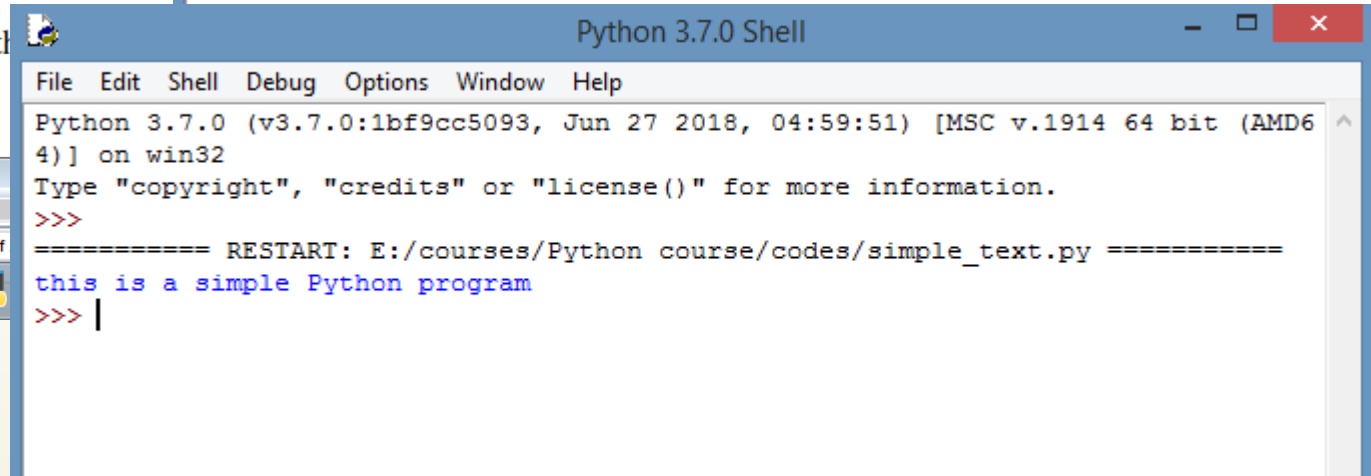 Python 3.7.0 Shell
File Edit Shell Debug Options Window Help
Python 3.7.0 (v3.7.0:1bf9cc5093, Jun 27 2018, 04:59:51) [MSC v.1914 64 bit (AMD6
4)] on win32
Type "copyright", "credits" or "license()" for more information.
>>>
=========== RESTART: E:/courses/Python course/codes/simple_text.py ===========
this is a simple Python program
>>>